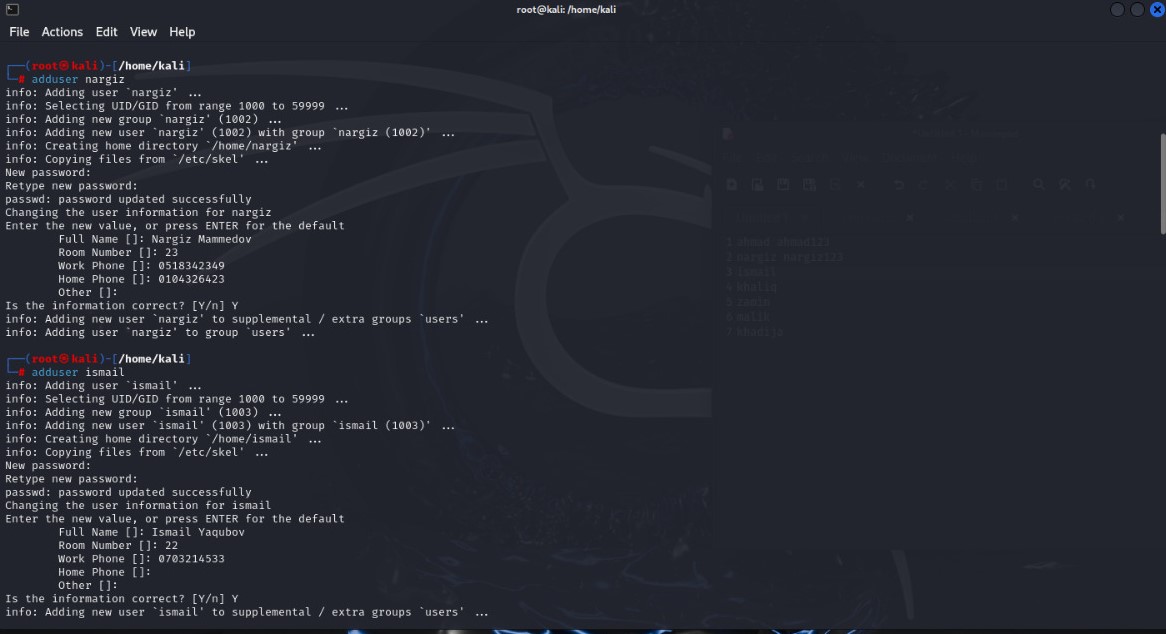 root@kali: /home/kali
File Actions Edit View Help
┌──(root㉿kali)-[/home/kali]
└─# adduser nargiz
info: Adding user `nargiz' ...
info: Selecting UID/GID from range 1000 to 59999 ...
info: Adding new group `nargiz' (1002) ...
info: Adding new user `nargiz' (1002) with group `nargiz (1002)' ...
info: Creating home directory `/home/nargiz' ...
info: Copying files from `/etc/skel' ...
New password:
Retype new password:
passwd: password updated successfully
Changing the user information for nargiz
Enter the new value, or press ENTER for the default
Full Name []: Nargiz Mammedov
Room Number []: 23
Work Phone []: 0518342349
Home Phone []: 0104326423
Other []:
Is the information correct? [Y/n] Y
info: Adding new user `nargiz' to supplemental / extra groups `users' ...
info: Adding user `nargiz' to group `users' ...
┌──(root㉿kali)-[/home/kali]
└─# adduser ismail
info: Adding user `ismail' ...
info: Selecting UID/GID from range 1000 to 59999 ...
info: Adding new group `ismail' (1003) ...
info: Adding new user `ismail' (1003) with group `ismail (1003)' ...
info: Creating home directory `/home/ismail' ...
info: Copying files from `/etc/skel' ...
New password:
Retype new password:
passwd: password updated successfully
Changing the user information for ismail
Enter the new value, or press ENTER for the default
Full Name []: Ismail Yaqubov
Room Number []: 22
Work Phone []: 0703214533
Home Phone []:
Other []:
Is the information correct? [Y/n] Y
info: Adding new user `ismail' to supplemental / extra groups `users' ...
1 ahmud ahmud123
2 nargiz nargiz123
3 ismail
4 khaliq
5 zamin
6 malik
7 khadija